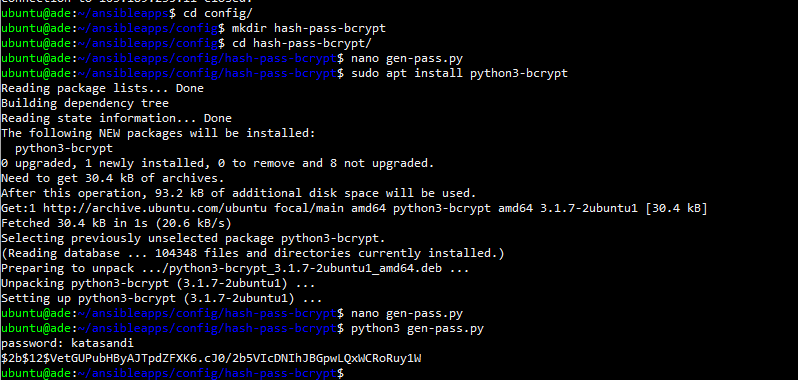 ubuntu@ade:~/ansibleapps$ cd config/
ubuntu@ade:~/ansibleapps/config$ mkdir hash-pass-bcrypt
ubuntu@ade:~/ansibleapps/config$ cd hash-pass-bcrypt/
ubuntu@ade:~/ansibleapps/config/hash-pass-bcrypt$ nano gen-pass.py
ubuntu@ade:~/ansibleapps/config/hash-pass-bcrypt$ sudo apt install python3-bcrypt
Reading package lists... Done
Building dependency tree
Reading state information... Done
The following NEW packages will be installed:
  python3-bcrypt
0 upgraded, 1 newly installed, 0 to remove and 8 not upgraded.
Need to get 30.4 kB of archives.
After this operation, 93.2 kB of additional disk space will be used.
Get:1 http://archive.ubuntu.com/ubuntu focal/main amd64 python3-bcrypt amd64 3.1.7-2ubuntu1 [30.4 kB]
Fetched 30.4 kB in 1s (20.6 kB/s)
Selecting previously unselected package python3-bcrypt.
(Reading database ... 104348 files and directories currently installed.)
Preparing to unpack .../python3-bcrypt_3.1.7-2ubuntu1_amd64.deb ...
Unpacking python3-bcrypt (3.1.7-2ubuntu1) ...
Setting up python3-bcrypt (3.1.7-2ubuntu1) ...
ubuntu@ade:~/ansibleapps/config/hash-pass-bcrypt$ nano gen-pass.py
ubuntu@ade:~/ansibleapps/config/hash-pass-bcrypt$ python3 gen-pass.py
password: katasandi
$2b$12$VetGUPubHByAJTpdZFXK6.cJ0/2b5VIcDNIhJBGpwLQxWCRoRuy1W
ubuntu@ade:~/ansibleapps/config/hash-pass-bcrypt$